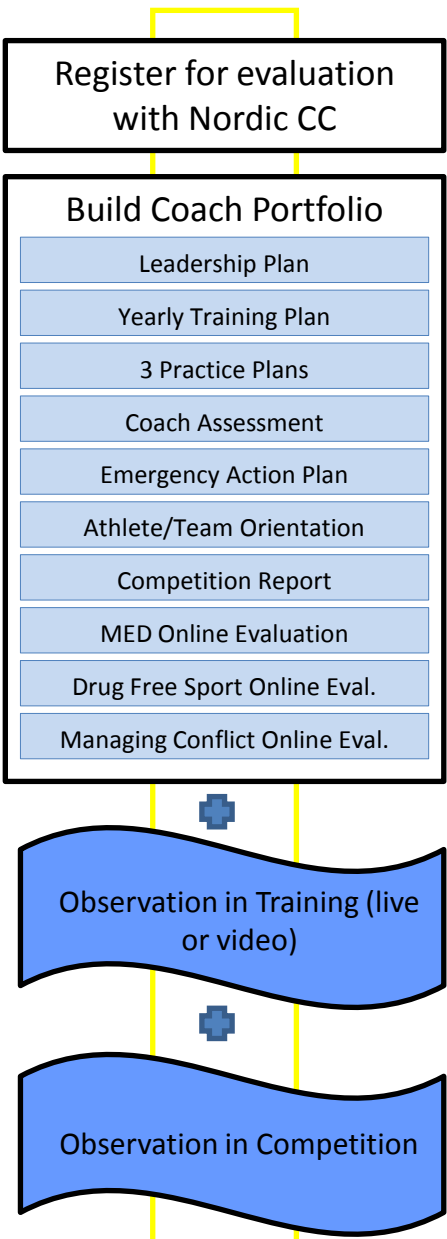 Register for evaluation
with Nordic CC
Build Coach Portfolio
Leadership Plan
Yearly Training Plan
3 Practice Plans
Coach Assessment
Emergency Action Plan
Athlete/Team Orientation
Competition Report
MED Online Evaluation
Drug Free Sport Online Eval.
Managing Conflict Online Eval.
Observation in Training (live
or video)
Observation in Competition